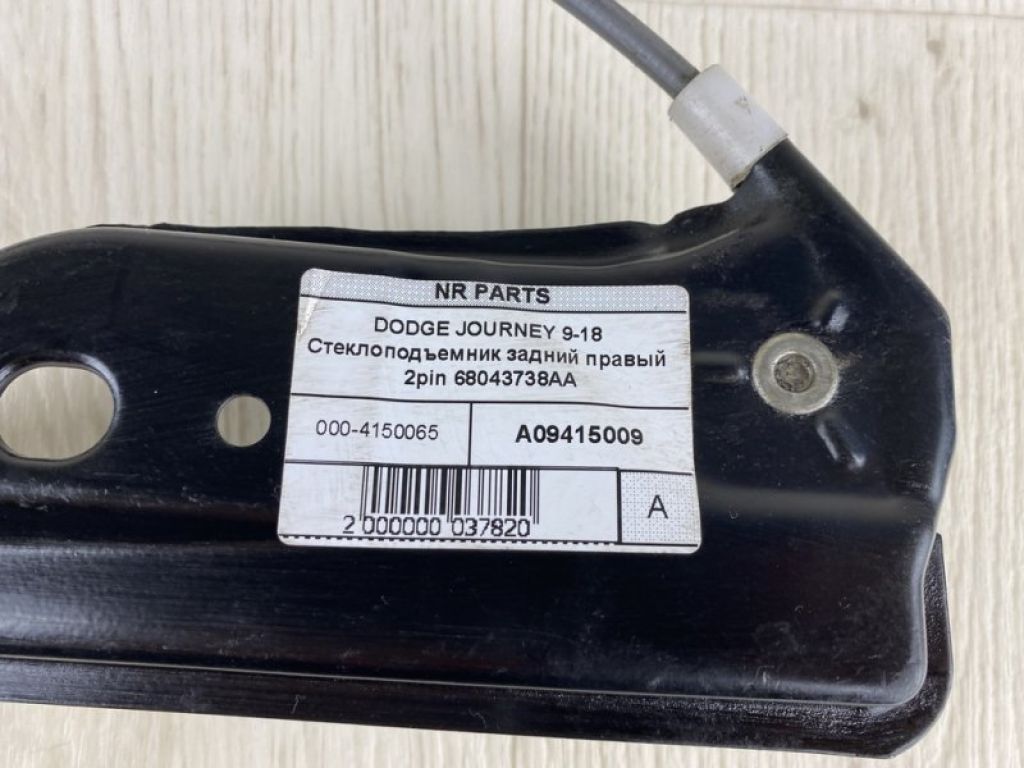 NR PARTS
DODGE JOURNEY 9-18
Стеклоподъемник задний правый
2pin 68043738AA
000-4150065
A09415009
A
2 000000 037820